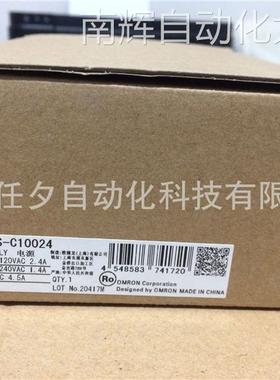 南辉自动化
任夕自动化科技有限
S-C10024
LY 电源
120VAC 2.4A
240VAC 1.4A
C 4.5A
QTY.1
LOT No.20417M
4 548583 741720
OMRON Corporation
Designed by OMRON
MADE IN CHINA